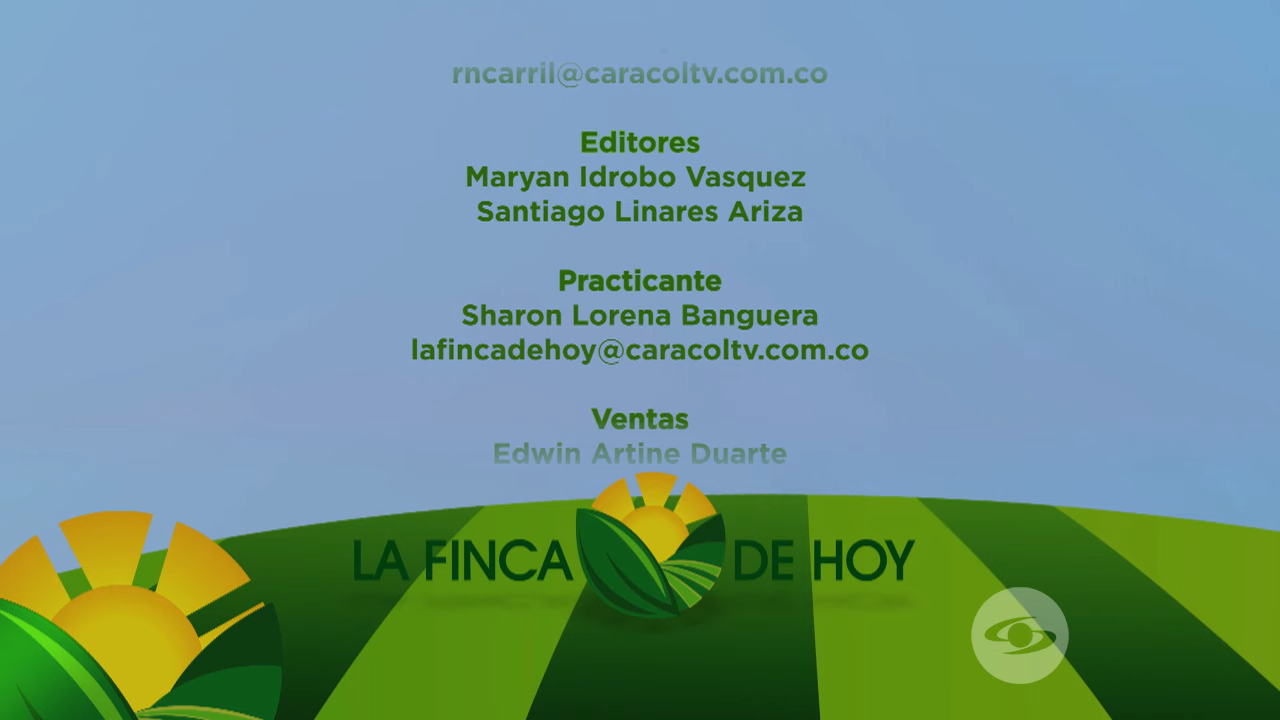 rncarril@caracoltv.com.co
Editores
Maryan Idrobo Vasquez
Santiago Linares Ariza
Practicante
Sharon Lorena Banguera
lafincadehoy@caracoltv.com.co
Ventas
Edwin Artine Duarte
LA FINCA DE HOY